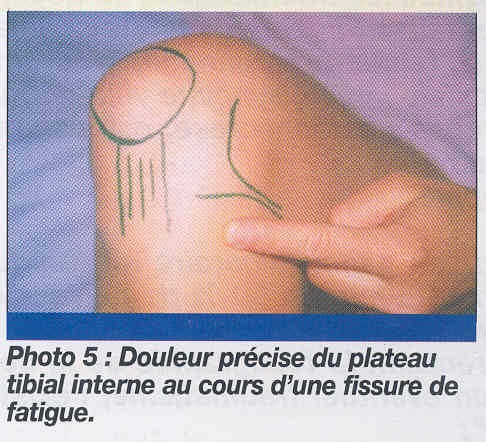 Photo 5 : Douleur précise du plateau
tibial interne au cours d'une fissure de
fatigue.